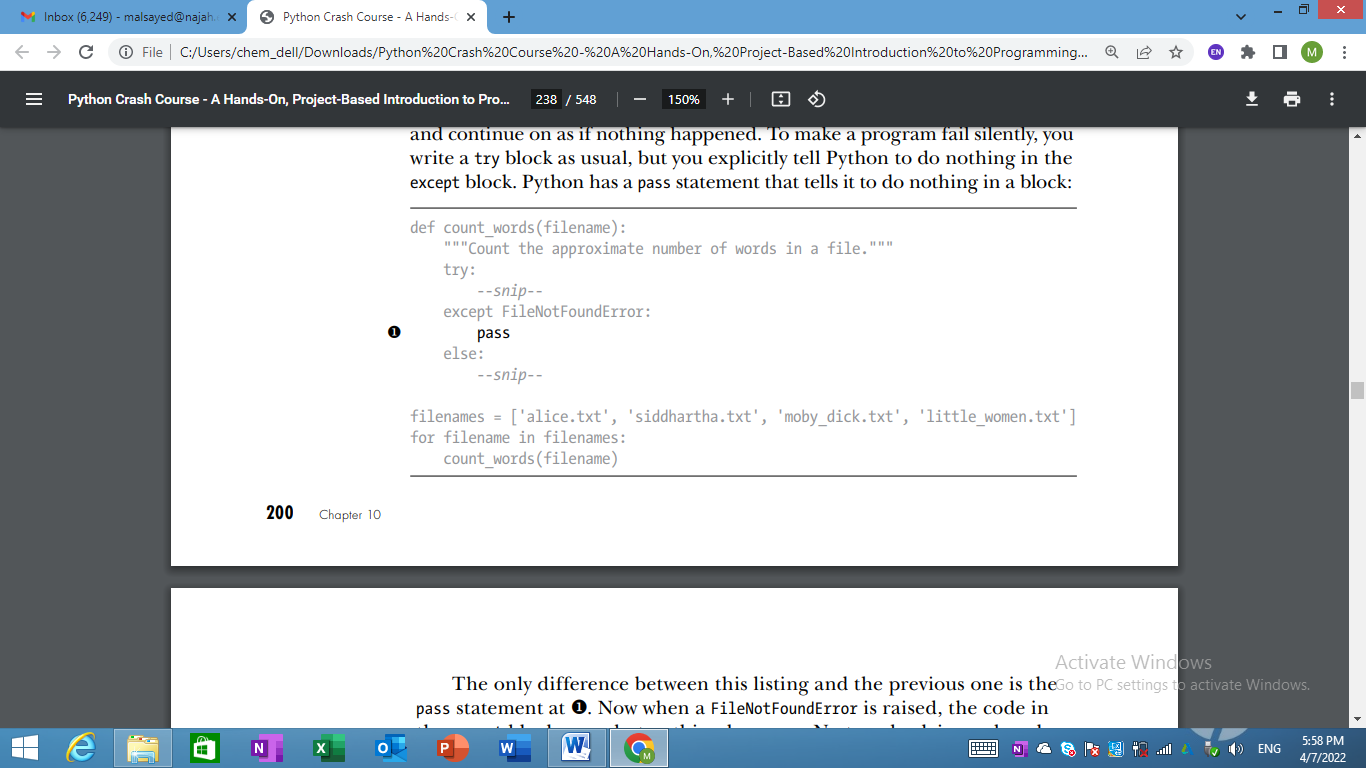 Inbox (6,249) - malsayed@najah.
Python Crash Course - A Hands-O
File
C:/Users/chem_dell/Downloads/Python%20Crash%20Course%20-%20A%20Hands-On,%20Project-Based%20Introduction%20to%20Programming...
EN
M
Python Crash Course - A Hands-On, Project-Based Introduction to Pro...
238 / 548
150%
and continue on as if nothing happened. To make a program fail silently, you
write a try block as usual, but you explicitly tell Python to do nothing in the
except block. Python has a pass statement that tells it to do nothing in a block:
def count_words(filename):
"""Count the approximate number of words in a file."""
try:
--snip--
except FileNotFoundError:
❶ pass
else:
--snip--
filenames = ['alice.txt', 'siddhartha.txt', 'moby_dick.txt', 'little_women.txt']
for filename in filenames:
count_words(filename)
200 Chapter 10
The only difference between this listing and the previous one is the
pass statement at ❶. Now when a FileNotFoundError is raised, the code in
Activate Windows
Go to PC settings to activate Windows.
ENG
5:58 PM
4/7/2022